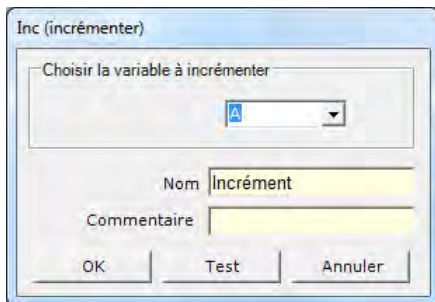 Inc (incrémenter)
Choisir la variable à incrémenter
A
Nom Incrément
Commentaire
OK Test Annuler